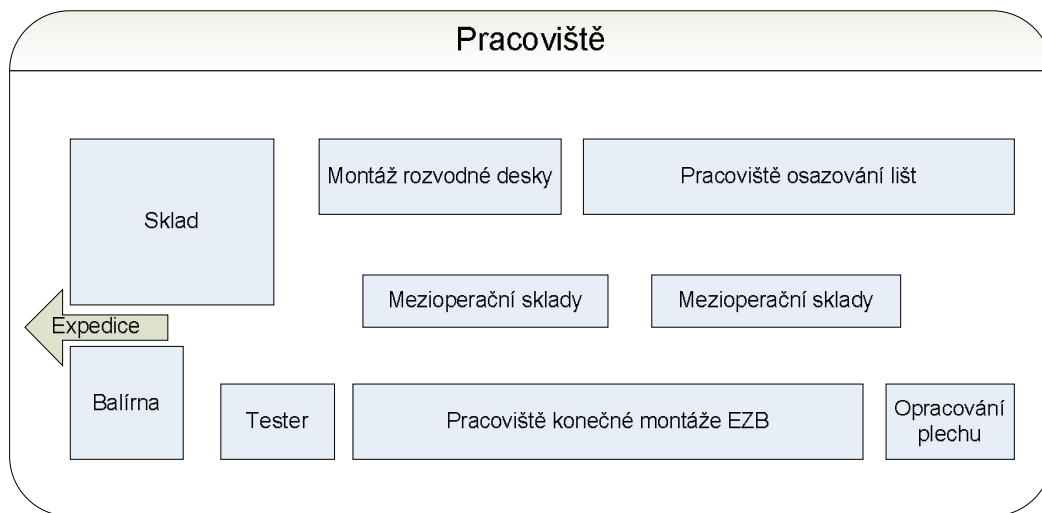 Pracoviště
Montáž rozvodné desky
Pracoviště osazování lišt
Sklad
Mezioperační sklady
Mezioperační sklady
Expedice
Balírna
Tester
Pracoviště konečné montáže EZB
Opracování
plechu